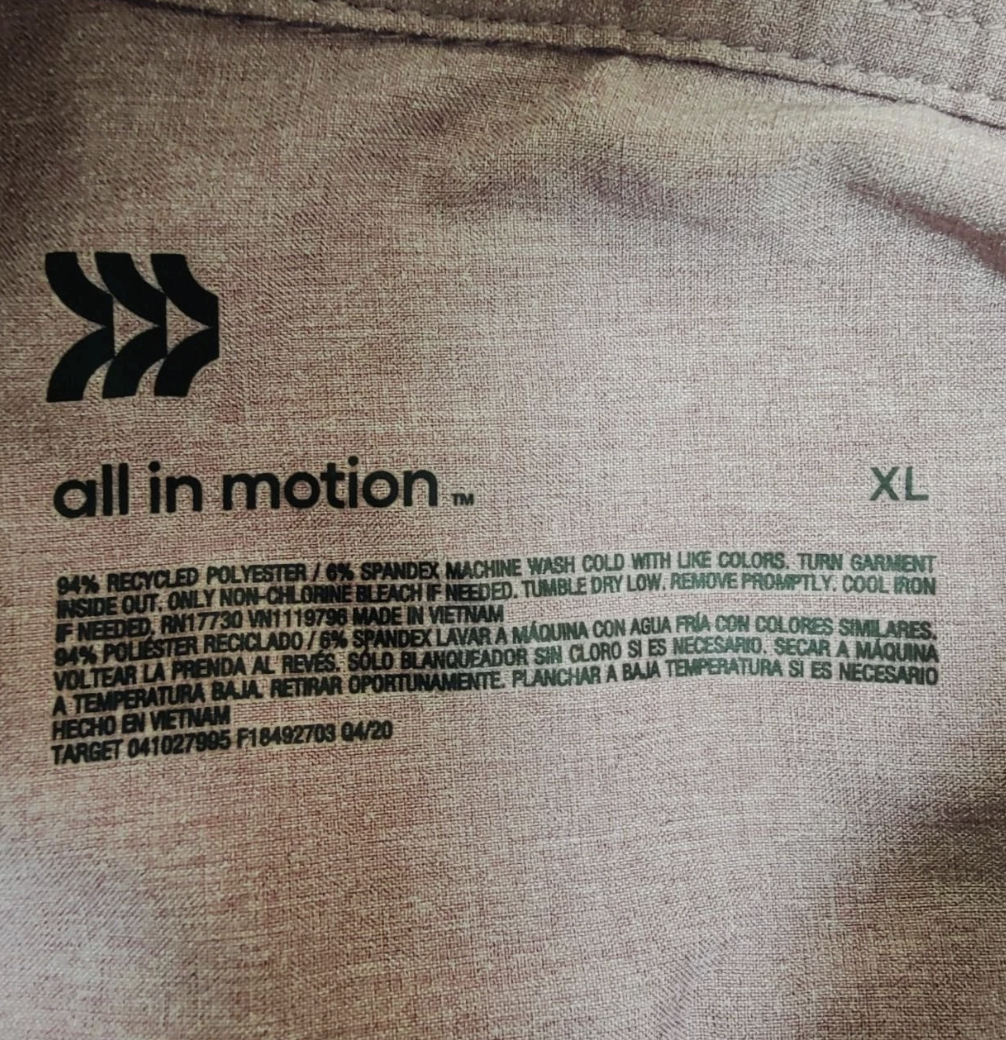 all in motion™
XL
94% RECYCLED POLYESTER / 6% SPANDEX MACHINE WASH COLD WITH LIKE COLORS. TURN GARMENT
INSIDE OUT. ONLY NON-CHLORINE BLEACH IF NEEDED. TUMBLE DRY LOW. REMOVE PROMPTLY. COOL IRON
IF NEEDED. RN17730 VN1119796 MADE IN VIETNAM
94% POLIÉSTER RECICLADO / 6% SPANDEX LAVAR A MÁQUINA CON AGUA FRÍA CON COLORES SIMILARES.
VOLTEAR LA PRENDA AL REVÉS. SÓLO BLANQUEADOR SIN CLORO SI ES NECESARIO. SECAR A MÁQUINA
A TEMPERATURA BAJA. RETIRAR OPORTUNAMENTE. PLANCHAR A BAJA TEMPERATURA SI ES NECESARIO
HECHO EN VIETNAM
TARGET 041027995 F18492703 Q4/20